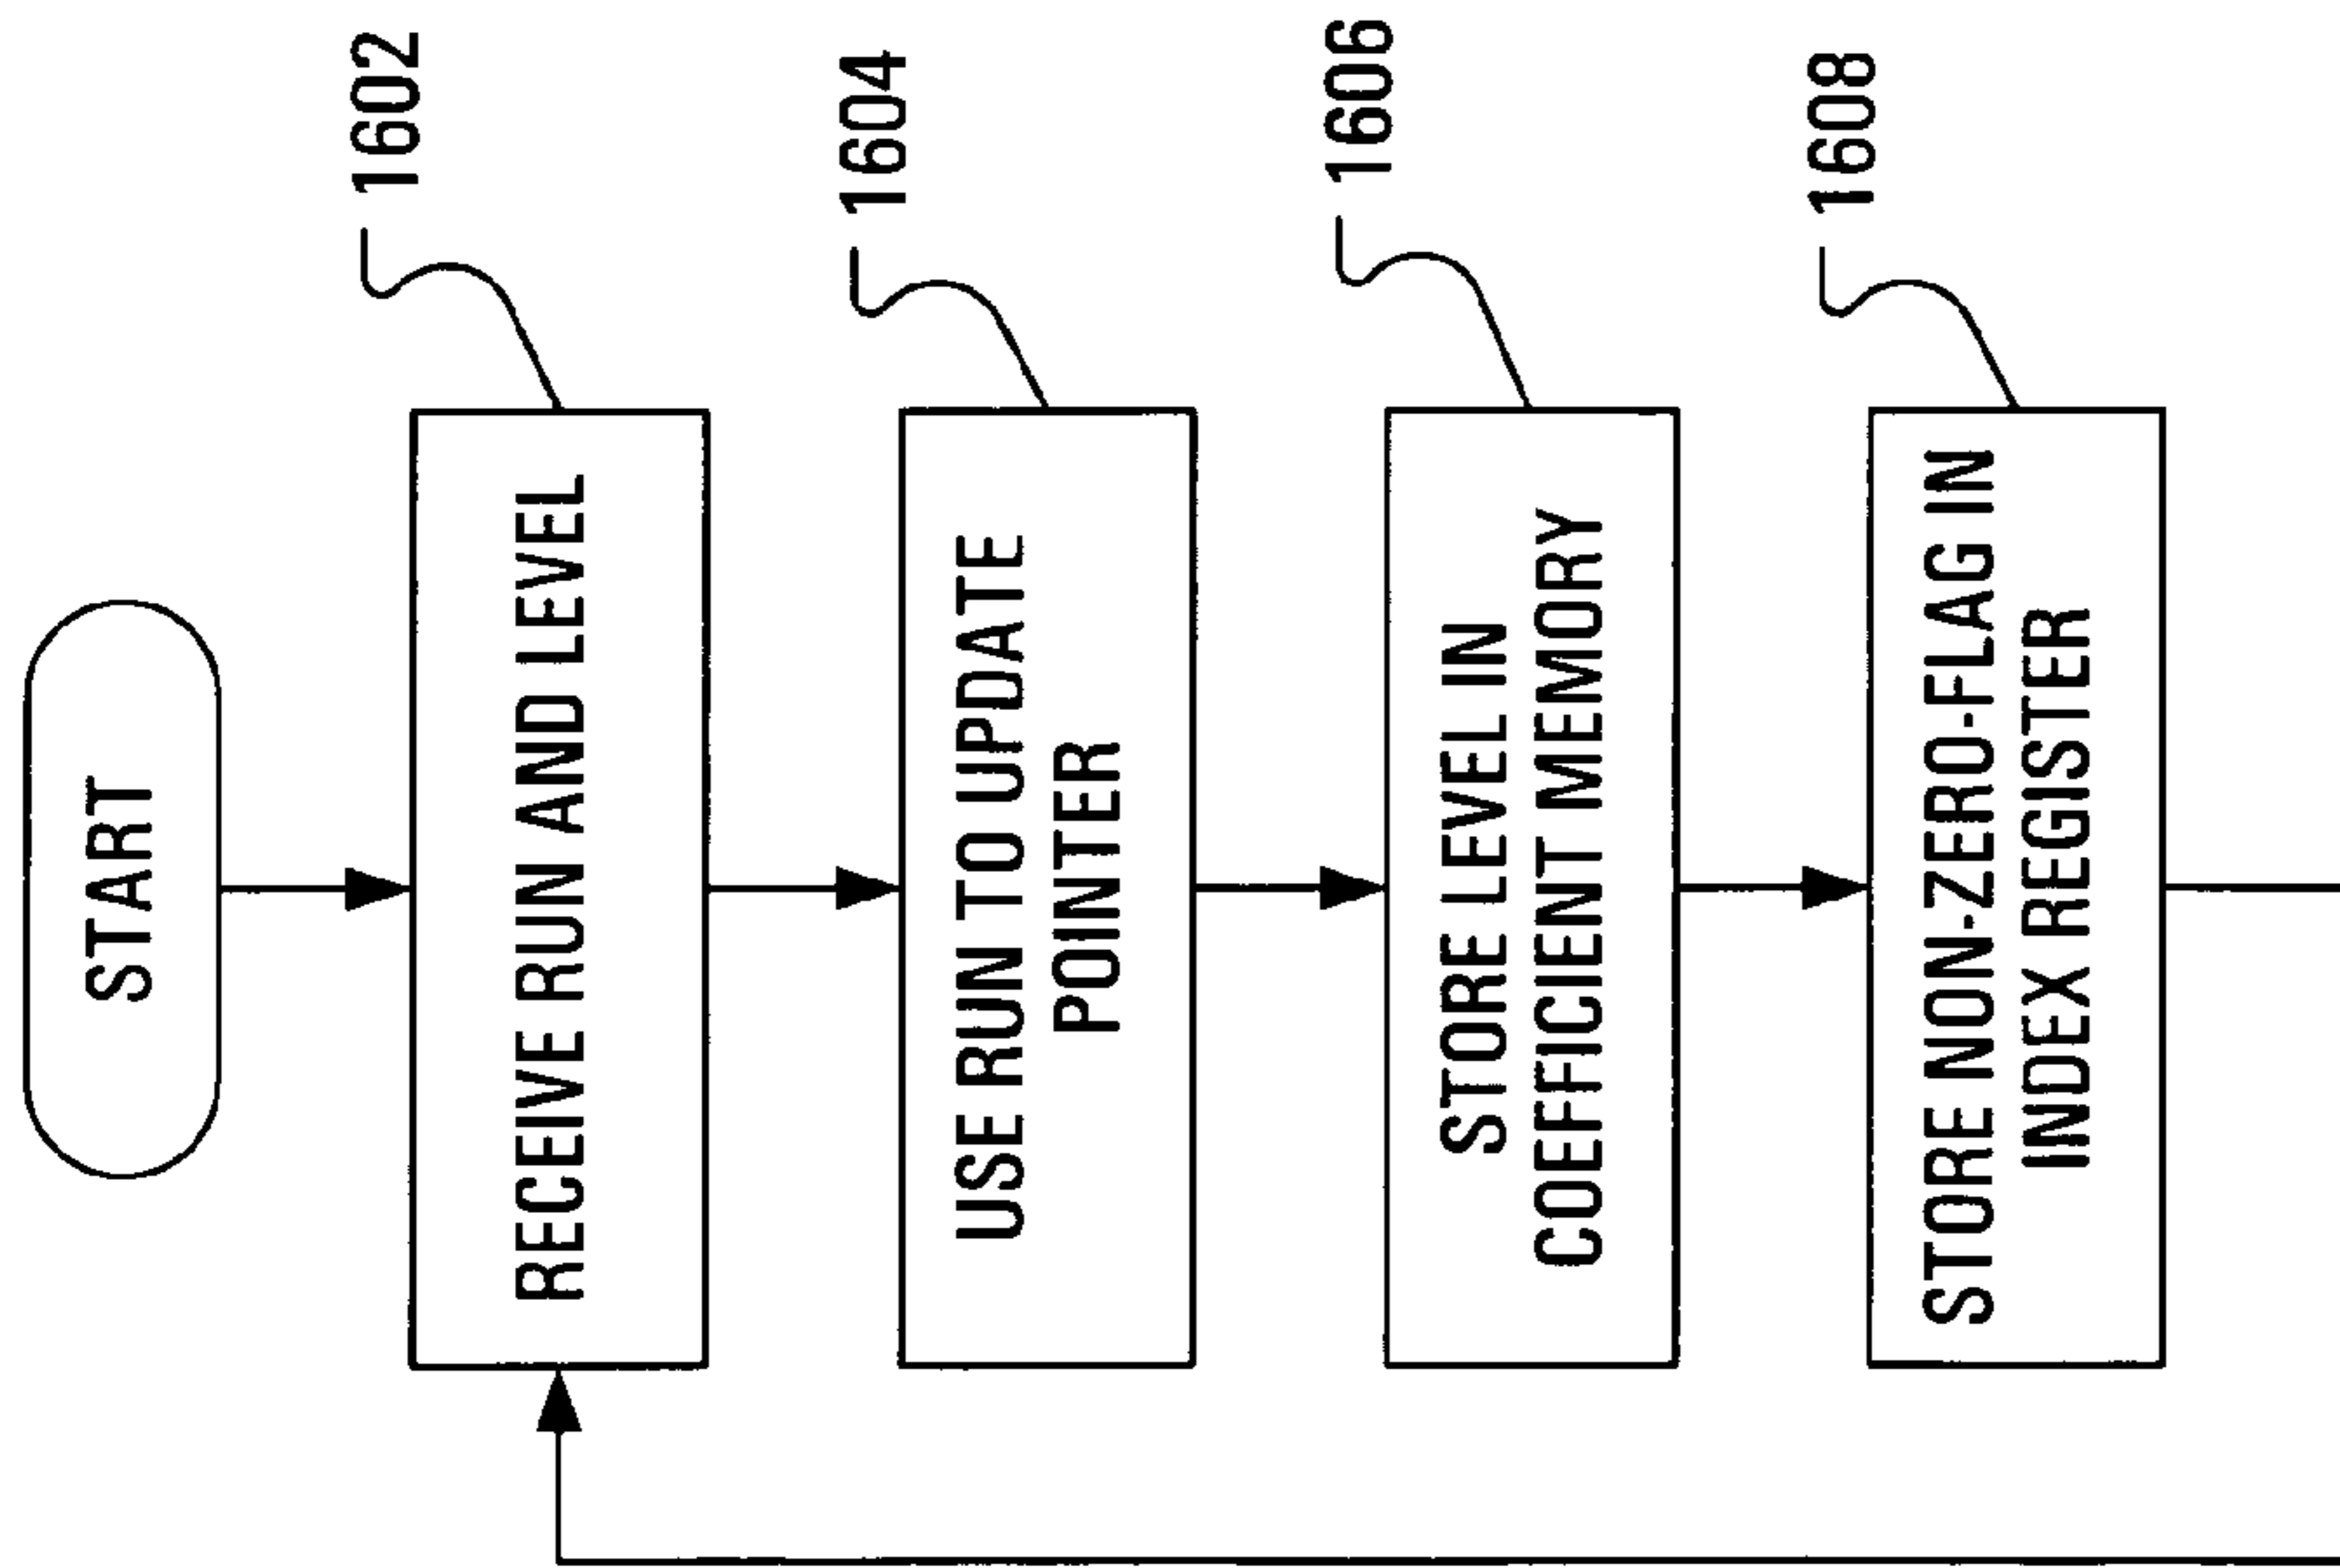 START
RECEIVE RUN AND LEVEL
1602
USE RUN TO UPDATE
POINTER
1604
STORE LEVEL IN
COEFFICIENT MEMORY
1606
STORE NON-ZERO-FLAG IN
INDEX REGISTER
1608